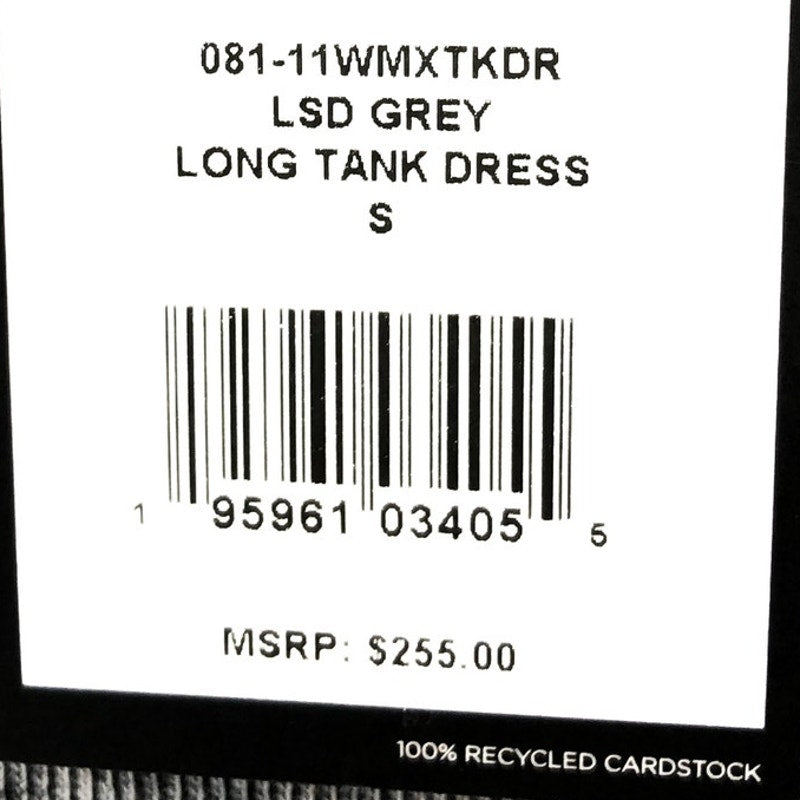 081-11WMXTKDR
LSD GREY
LONG TANK DRESS
S
1 95961 03405 5
MSRP: $255.00
100% RECYCLED CARDSTOCK